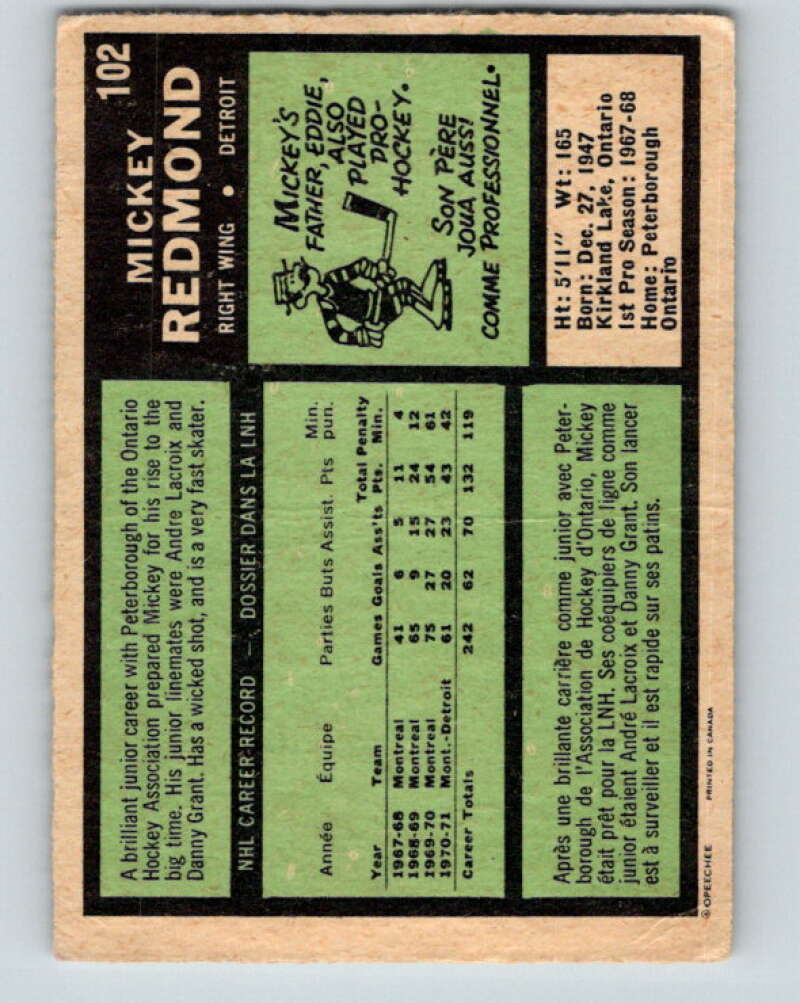 102
MICKEY
REDMOND
RIGHT WING • DETROIT
A brilliant junior career with Peterborough of the Ontario
Hockey Association prepared Mickey for his rise to the
big time. His junior linemates were Andre Lacroix and
Danny Grant. Has a wicked shot, and is a very fast skater.
MICKEY'S
FATHER, EDDIE,
ALSO
PLAYED
PRO-
HOCKEY.
SON PÈRE
JOUA AUSSI
COMME PROFESSIONNEL.
NHL CAREER RECORD — DOSSIER DANS LA LNH
Année Équipe Parties Buts Assist. Pts Min. pun.
Year Team Games Goals Ass'ts Total Pts. Penalty Min.
1967-68 Montreal 41 6 5 11 4
1968-69 Montreal 65 9 15 24 12
1969-70 Montreal 75 27 27 54 61
1970-71 Mont.-Detroit 61 20 23 43 42
Career Totals 242 62 70 132 119
Ht: 5'11" Wt: 165
Born: Dec. 27, 1947
Kirkland Lake, Ontario
1st Pro Season: 1967-68
Home: Peterborough
Ontario
Après une brillante carrière comme junior avec Peter-
borough de l'Association de Hockey d'Ontario, Mickey
était prêt pour la LNH. Ses coéquipiers de ligne comme
junior étaient André Lacroix et Danny Grant. Son lancer
est à surveiller et il est rapide sur ses patins.
© OPEECHEE PRINTED IN CANADA